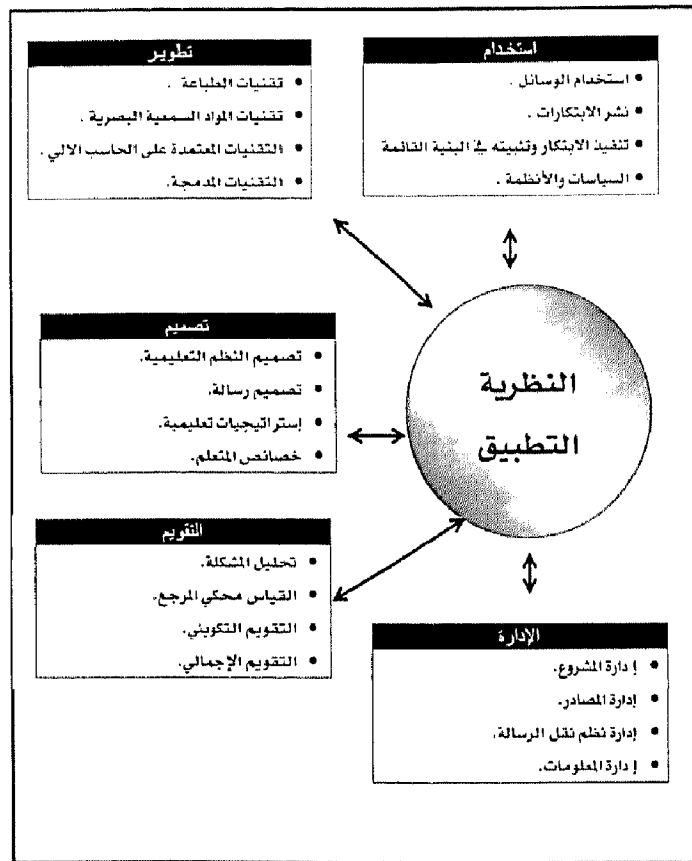 استخدام
• استخدام الوسائل .
• نشر الابتكارات .
• تنفيذ الابتكار وتثبيته في البنية القائمة
• السياسات والأنظمة .
تطوير
• تقنيات الطباعة .
• تقنيات المواد السمعية البصرية .
• التقنيات المعتمدة على الحاسب الالي .
• التقنيات المدمجة.
النظرية
التطبيق
تصميم
• تصميم النظم التعليمية.
• تصميم رسالة.
• إستراتيجيات تعليمية.
• خصائص المتعلم.
التقويم
• تحليل المشكلة.
• القياس محكي المرجع.
• التقويم التكويني.
• التقويم الإجمالي.
الإدارة
• إدارة المشروع.
• إدارة المصادر.
• إدارة نظم نقل الرسالة.
• إدارة المعلومات.